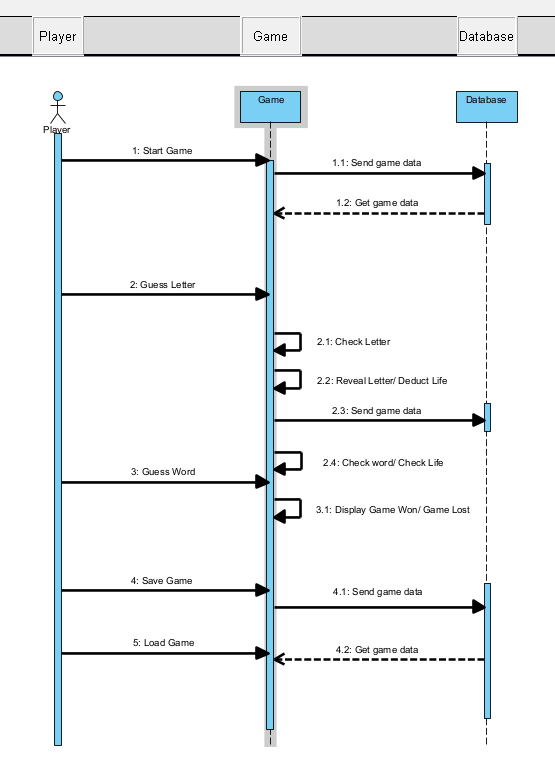 Player Game Database
Game Database
Player
1: Start Game
1.1: Send game data
1.2: Get game data
2: Guess Letter
2.1: Check Letter
2.2: Reveal Letter/ Deduct Life
2.3: Send game data
2.4: Check word/ Check Life
3: Guess Word
3.1: Display Game Won/ Game Lost
4: Save Game
4.1: Send game data
5: Load Game
4.2: Get game data